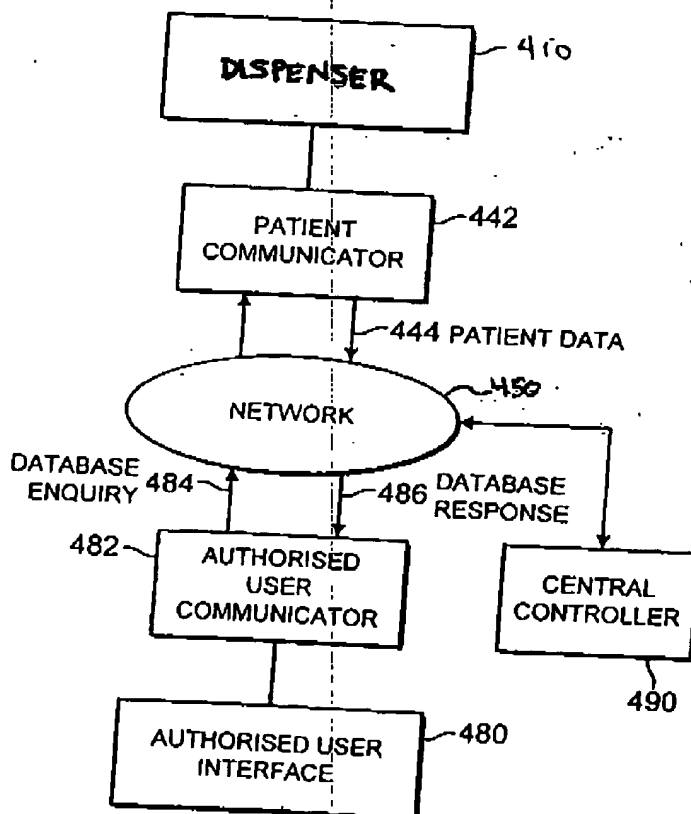 410
DISPENSER
442
PATIENT
COMMUNICATOR
444 PATIENT DATA
450
NETWORK
DATABASE
ENQUIRY 484
486 DATABASE
RESPONSE
482
AUTHORISED
USER
COMMUNICATOR
CENTRAL
CONTROLLER
490
480
AUTHORISED USER
INTERFACE